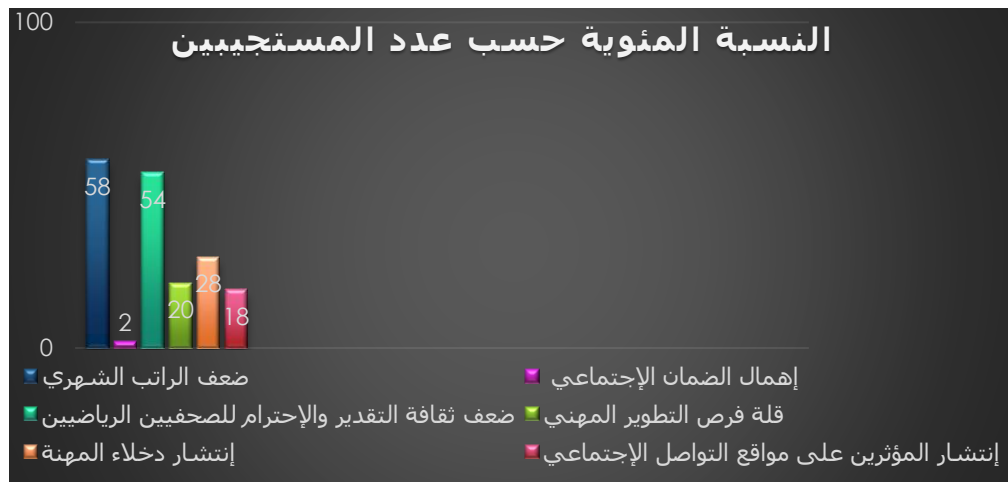 النسبة المئوية حسب عدد المستجيبين
100
58
2
54
20
28
18
0
ضعف الراتب الشهري
إهمال الضمان الإجتماعي
ضعف ثقافة التقدير والإحترام للصحفيين الرياضيين
قلة فرص التطوير المهني
إنتشار دخلاء المهنة
إنتشار المؤثرين على مواقع التواصل الإجتماعي